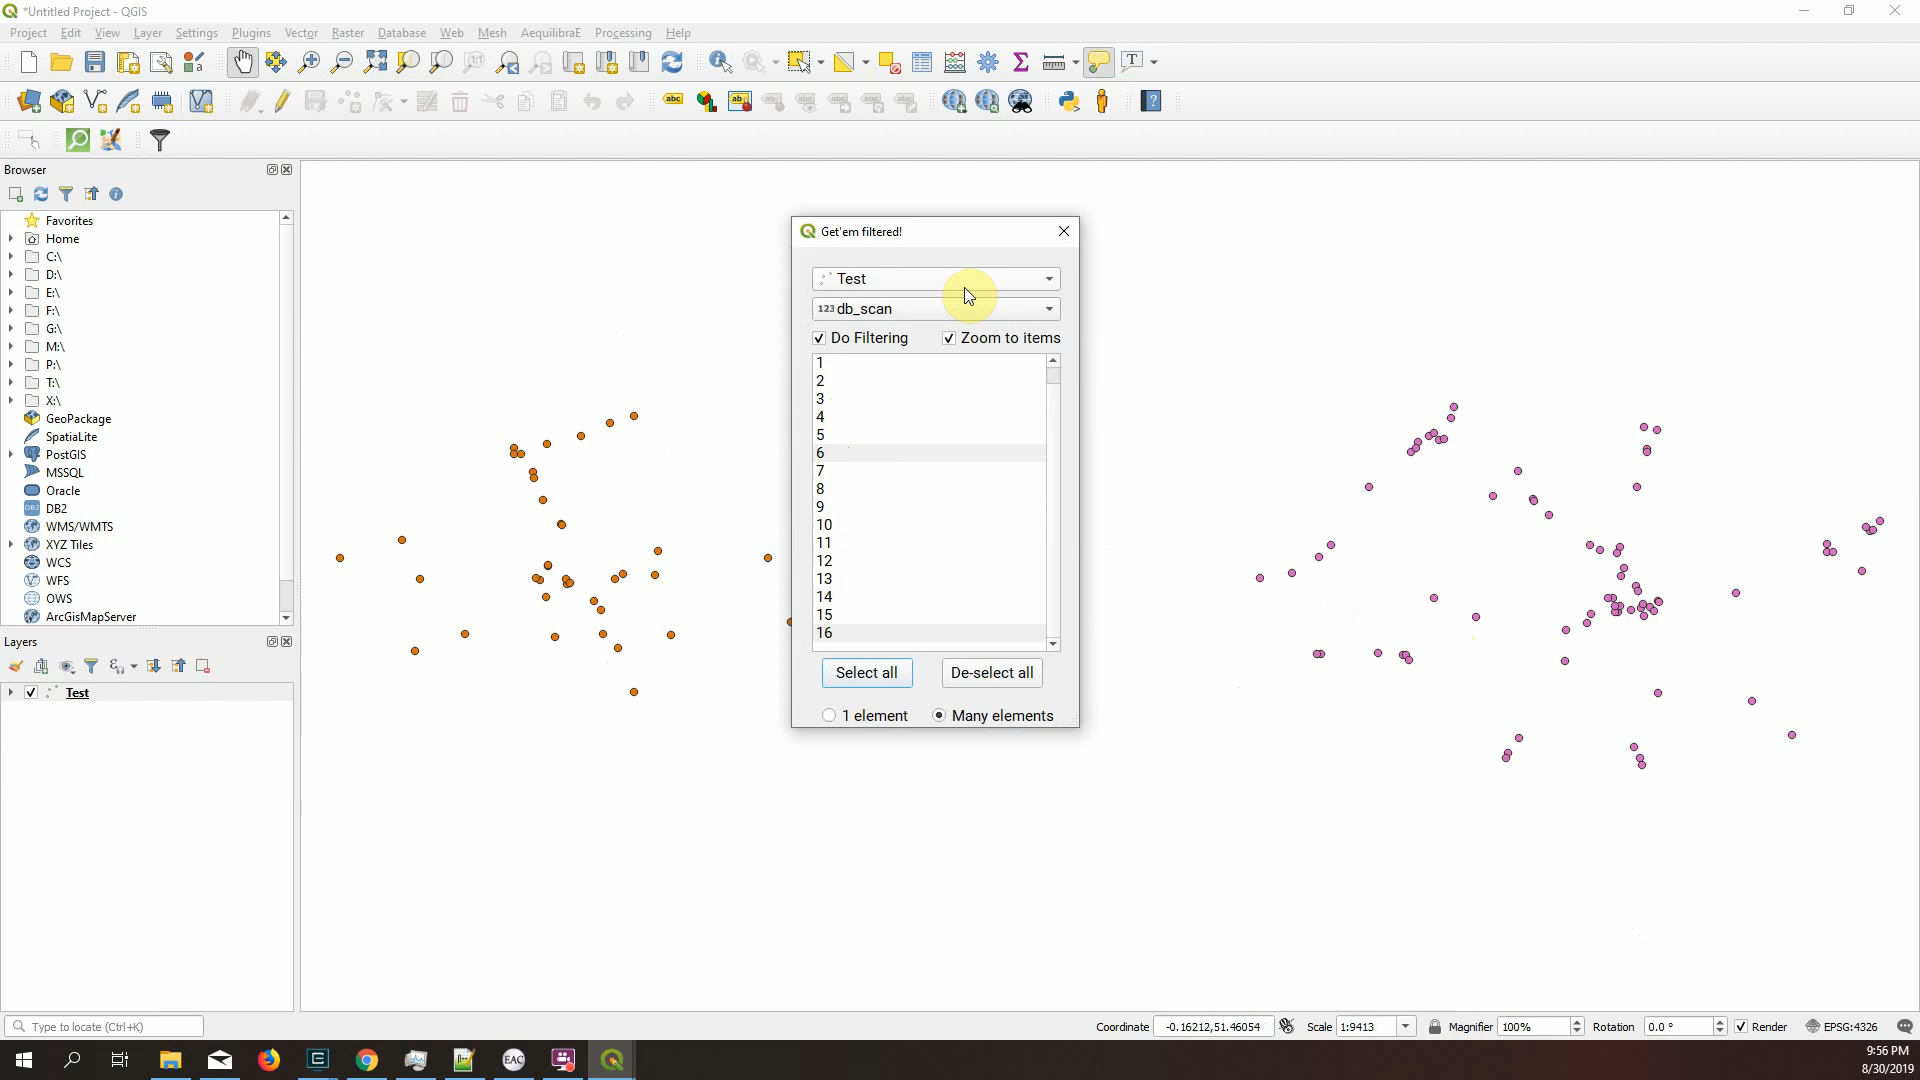 *Untitled Project - QGIS
Project Edit View Layer Settings Plugins Vector Raster Database Web Mesh AequilibraE Processing Help
Browser
Favorites
Home
C:\
D:\
E:\
F:\
G:\
M:\
P:\
T:\
X:\
GeoPackage
SpatiaLite
PostGIS
MSSQL
Oracle
DB2
WMS/WMTS
XYZ Tiles
WCS
WFS
OWS
ArcGisMapServer
Layers
Test
Get'em filtered!
Test
123 db_scan
Do Filtering Zoom to items
1
2
3
4
5
6
7
8
9
10
11
12
13
14
15
16
Select all De-select all
1 element Many elements
Type to locate (Ctrl+K) Coordinate -0.16212,51.46054 Scale 1:9413 Magnifier 100% Rotation 0.0 ° Render EPSG:4326
EAC
9:56 PM
8/30/2019